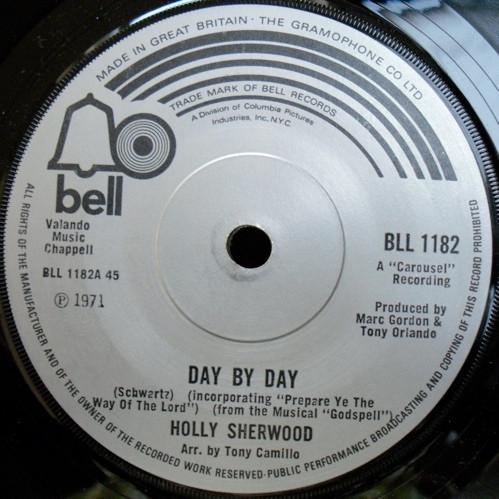 MADE IN GREAT BRITAIN · THE GRAMOPHONE CO LTD
TRADE MARK OF BELL RECORDS
A Division of Columbia Pictures
Industries, Inc, N.Y.C
bell
Valando
Music
Chappell
BLL 1182A 45
Ⓟ 1971
BLL 1182
A "Carousel"
Recording
Produced by
Marc Gordon &
Tony Orlando
DAY BY DAY
(Schwartz) (incorporating "Prepare Ye The
Way Of The Lord") (from the Musical "Godspell")
HOLLY SHERWOOD
Arr. by Tony Camillo
ALL RIGHTS OF THE MANUFACTURER AND OF THE OWNER OF THE RECORDED WORK RESERVED·PUBLIC PERFORMANCE BROADCASTING AND COPYING OF THIS RECORD PROHIBITED